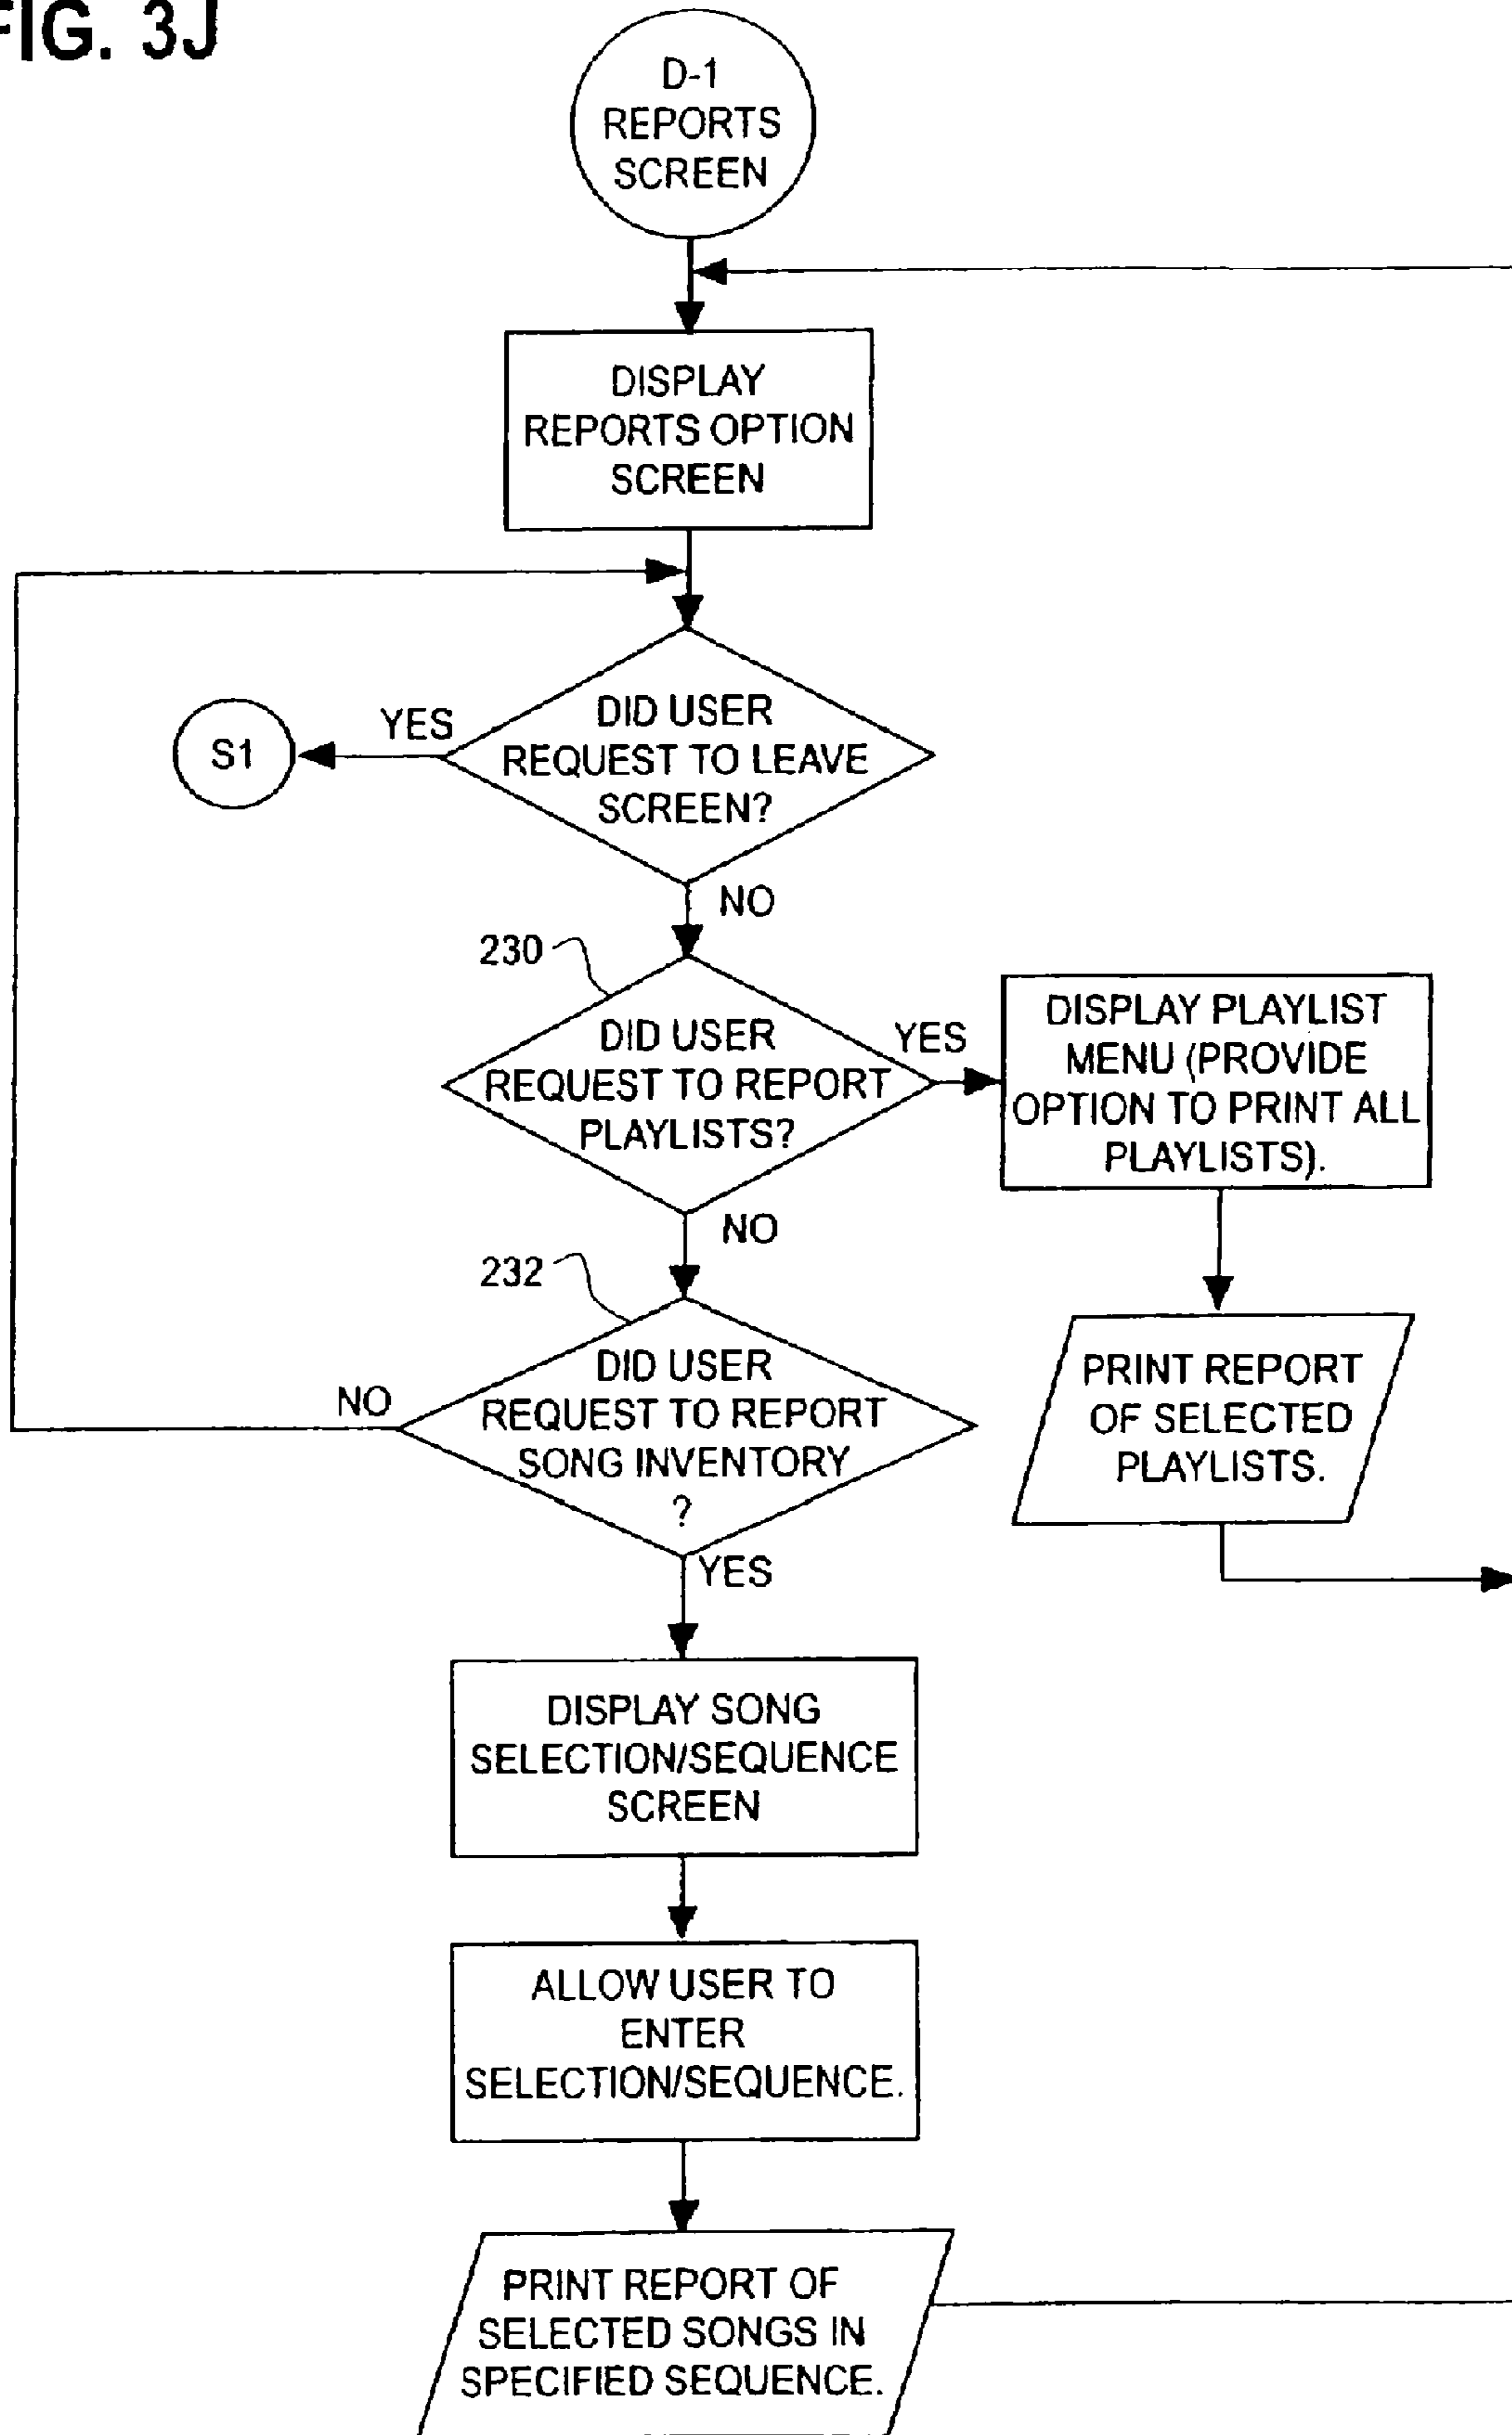 FIG. 3J
D-1
REPORTS
SCREEN
DISPLAY
REPORTS OPTION
SCREEN
DID USER
REQUEST TO LEAVE
SCREEN?
YES
S1
NO
230
DID USER
REQUEST TO REPORT
PLAYLISTS?
YES
DISPLAY PLAYLIST
MENU (PROVIDE
OPTION TO PRINT ALL
PLAYLISTS).
PRINT REPORT
OF SELECTED
PLAYLISTS.
NO
232
DID USER
REQUEST TO REPORT
SONG INVENTORY
?
NO
YES
DISPLAY SONG
SELECTION/SEQUENCE
SCREEN
ALLOW USER TO
ENTER
SELECTION/SEQUENCE.
PRINT REPORT OF
SELECTED SONGS IN
SPECIFIED SEQUENCE.